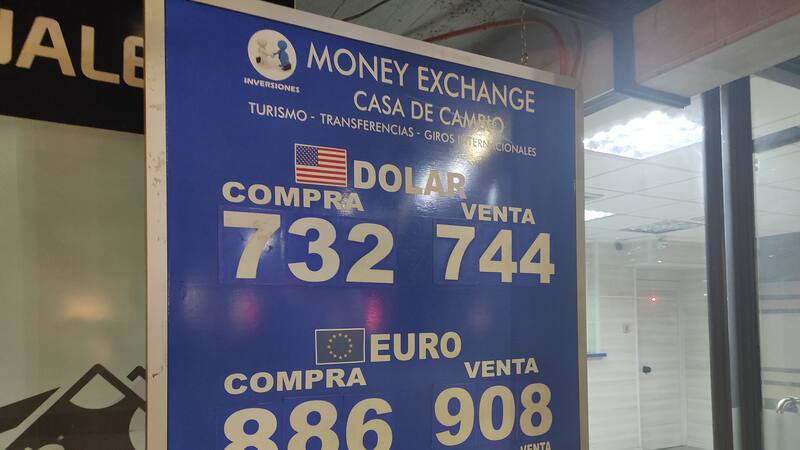 UALE
INVERSIONES
MONEY EXCHANGE
CASA DE CAMBIO
TURISMO - TRANSFERENCIAS - GIROS INTERNACIONALES
DOLAR
COMPRA VENTA
732 744
EURO
COMPRA VENTA
886 908
VENTA